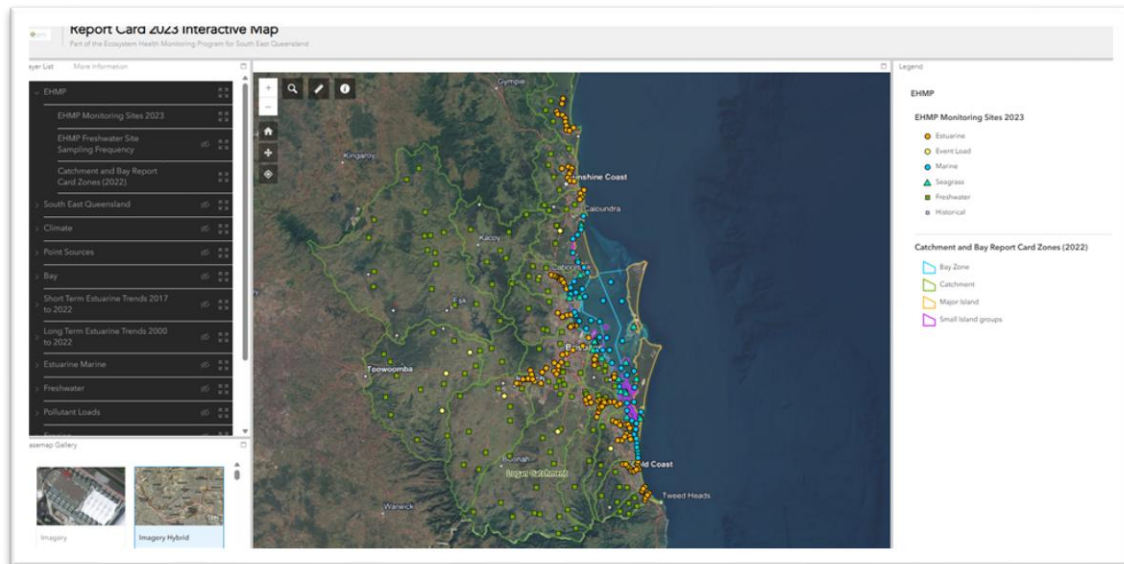 Report Card 2023 Interactive Map
Part of the Ecosystem Health Monitoring Program for South East Queensland
ayer List
More Information
EHMP
EHMP Monitoring Sites 2023
EHMP Freshwater Site
Sampling Frequency
Catchment and Bay Report
Card Zones (2022)
South East Queensland
Climate
Point Sources
Bay
Short Term Estuarine Trends 2017
to 2022
Long Term Estuarine Trends 2000
to 2022
Estuarine Marine
Freshwater
Pollutant Loads
asemap Gallery
Imagery
Imagery Hybrid
Gympie
Kingaroy
nshine Coast
Caloundra
Kilcoy
Esk
Toowoomba
Boonah
Logan Catchment
Warwick
ld Coast
Tweed Heads
Legend
EHMP
EHMP Monitoring Sites 2023
Estuarine
Event Load
Marine
Seagrass
Freshwater
Historical
Catchment and Bay Report Card Zones (2022)
Bay Zone
Catchment
Major Island
Small Island groups